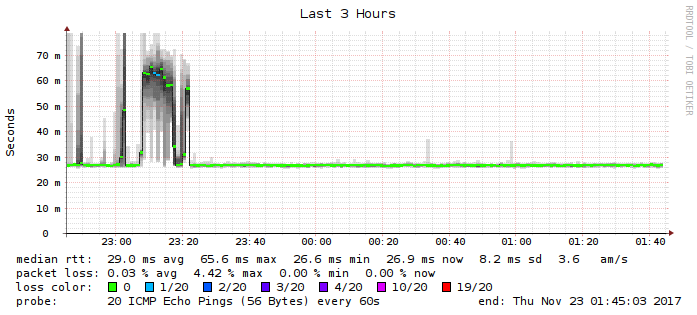 Last 3 Hours
RRDTOOL / TOBI OETIKER
Seconds
70 m
60 m
50 m
40 m
30 m
20 m
10 m
0
23:00 23:20 23:40 00:00 00:20 00:40 01:00 01:20 01:40
median rtt: 29.0 ms avg 65.6 ms max 26.6 ms min 26.9 ms now 8.2 ms sd 3.6 am/s
packet loss: 0.03 % avg 4.42 % max 0.00 % min 0.00 % now
loss color: 0 1/20 2/20 3/20 4/20 10/20 19/20
probe: 20 ICMP Echo Pings (56 Bytes) every 60s end: Thu Nov 23 01:45:03 2017